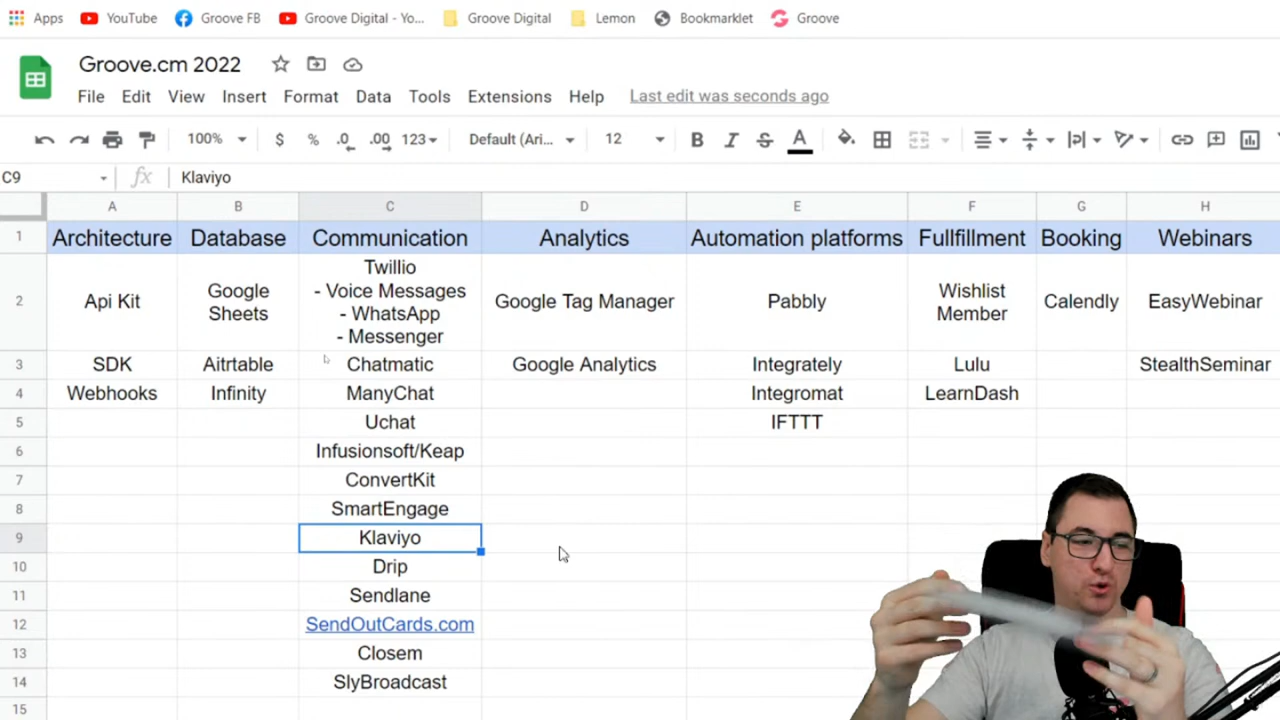 Apps YouTube Groove FB Groove Digital - Yo... Groove Digital Lemon Bookmarklet Groove
Groove.cm 2022
File Edit View Insert Format Data Tools Extensions Help Last edit was seconds ago
100% $ % .0 .00 123 Default (Ari... 12 B I S A
C9 fx Klaviyo
A B C D E F G H
1 Architecture Database Communication Analytics Automation platforms Fullfillment Booking Webinars
Twillio
- Voice Messages
- WhatsApp
- Messenger
2 Api Kit Google Sheets Google Tag Manager Pabbly Wishlist Member Calendly EasyWebinar
3 SDK Aitrtable Chatmatic Google Analytics Integrately Lulu StealthSeminar
4 Webhooks Infinity ManyChat Integromat LearnDash
5 Uchat IFTTT
6 Infusionsoft/Keap
7 ConvertKit
8 SmartEngage
9 Klaviyo
10 Drip
11 Sendlane
12 SendOutCards.com
13 Closem
14 SlyBroadcast
15